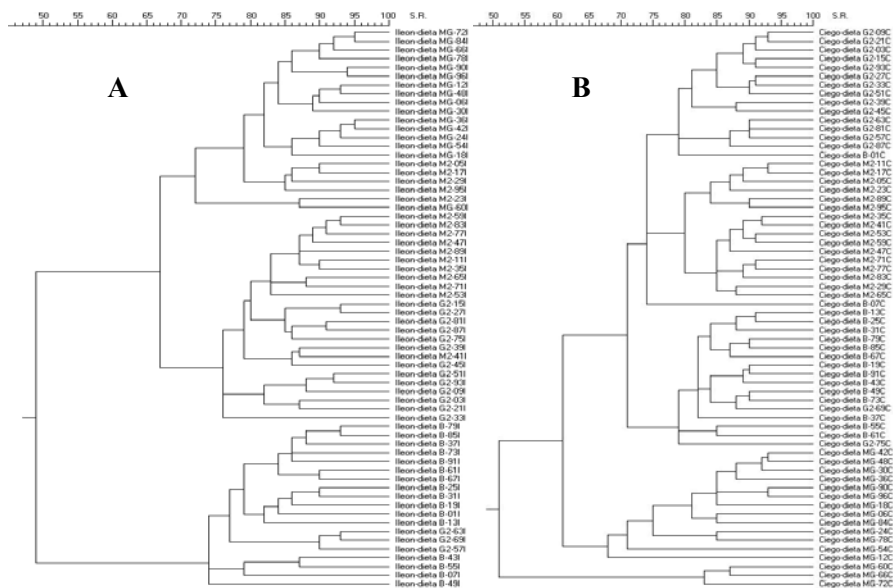 50 55 60 65 70 75 80 85 90 95 100 S.R.
A
Ileon-dieta MG-72I
Ileon-dieta MG-84I
Ileon-dieta MG-66I
Ileon-dieta MG-78I
Ileon-dieta MG-90I
Ileon-dieta MG-96I
Ileon-dieta MG-12I
Ileon-dieta MG-48I
Ileon-dieta MG-06I
Ileon-dieta MG-30I
Ileon-dieta MG-36I
Ileon-dieta MG-42I
Ileon-dieta MG-24I
Ileon-dieta MG-54I
Ileon-dieta MG-18I
Ileon-dieta M2-05I
Ileon-dieta M2-17I
Ileon-dieta M2-29I
Ileon-dieta M2-95I
Ileon-dieta M2-23I
Ileon-dieta MG-60I
Ileon-dieta M2-59I
Ileon-dieta M2-83I
Ileon-dieta M2-77I
Ileon-dieta M2-47I
Ileon-dieta M2-89I
Ileon-dieta M2-11I
Ileon-dieta M2-35I
Ileon-dieta M2-65I
Ileon-dieta M2-71I
Ileon-dieta M2-53I
Ileon-dieta G2-15I
Ileon-dieta G2-27I
Ileon-dieta G2-81I
Ileon-dieta G2-87I
Ileon-dieta G2-75I
Ileon-dieta G2-39I
Ileon-dieta M2-41I
Ileon-dieta G2-45I
Ileon-dieta G2-51I
Ileon-dieta G2-93I
Ileon-dieta G2-09I
Ileon-dieta G2-03I
Ileon-dieta G2-21I
Ileon-dieta G2-33I
Ileon-dieta B-79I
Ileon-dieta B-85I
Ileon-dieta B-37I
Ileon-dieta B-73I
Ileon-dieta B-91I
Ileon-dieta B-61I
Ileon-dieta B-67I
Ileon-dieta B-25I
Ileon-dieta B-31I
Ileon-dieta B-19I
Ileon-dieta B-01I
Ileon-dieta B-13I
Ileon-dieta G2-63I
Ileon-dieta G2-69I
Ileon-dieta G2-57I
Ileon-dieta B-43I
Ileon-dieta B-55I
Ileon-dieta B-07I
Ileon-dieta B-49I
50 55 60 65 70 75 80 85 90 95 100 S.R.
B
Ciego-dieta G2-09C
Ciego-dieta G2-21C
Ciego-dieta G2-03C
Ciego-dieta G2-15C
Ciego-dieta G2-93C
Ciego-dieta G2-27C
Ciego-dieta G2-33C
Ciego-dieta G2-51C
Ciego-dieta G2-39C
Ciego-dieta G2-45C
Ciego-dieta G2-63C
Ciego-dieta G2-81C
Ciego-dieta G2-57C
Ciego-dieta G2-87C
Ciego-dieta B-01C
Ciego-dieta M2-11C
Ciego-dieta M2-17C
Ciego-dieta M2-05C
Ciego-dieta M2-23C
Ciego-dieta M2-89C
Ciego-dieta M2-95C
Ciego-dieta M2-35C
Ciego-dieta M2-41C
Ciego-dieta M2-53C
Ciego-dieta M2-59C
Ciego-dieta M2-47C
Ciego-dieta M2-71C
Ciego-dieta M2-77C
Ciego-dieta M2-83C
Ciego-dieta M2-29C
Ciego-dieta M2-65C
Ciego-dieta B-07C
Ciego-dieta B-13C
Ciego-dieta B-25C
Ciego-dieta B-31C
Ciego-dieta B-79C
Ciego-dieta B-85C
Ciego-dieta B-67C
Ciego-dieta B-19C
Ciego-dieta B-91C
Ciego-dieta B-43C
Ciego-dieta B-49C
Ciego-dieta B-73C
Ciego-dieta G2-69C
Ciego-dieta B-37C
Ciego-dieta B-55C
Ciego-dieta B-61C
Ciego-dieta G2-75C
Ciego-dieta MG-42C
Ciego-dieta MG-48C
Ciego-dieta MG-30C
Ciego-dieta MG-36C
Ciego-dieta MG-90C
Ciego-dieta MG-96C
Ciego-dieta MG-18C
Ciego-dieta MG-06C
Ciego-dieta MG-84C
Ciego-dieta MG-24C
Ciego-dieta MG-78C
Ciego-dieta MG-54C
Ciego-dieta MG-12C
Ciego-dieta MG-60C
Ciego-dieta MG-66C
Ciego-dieta MG-72C